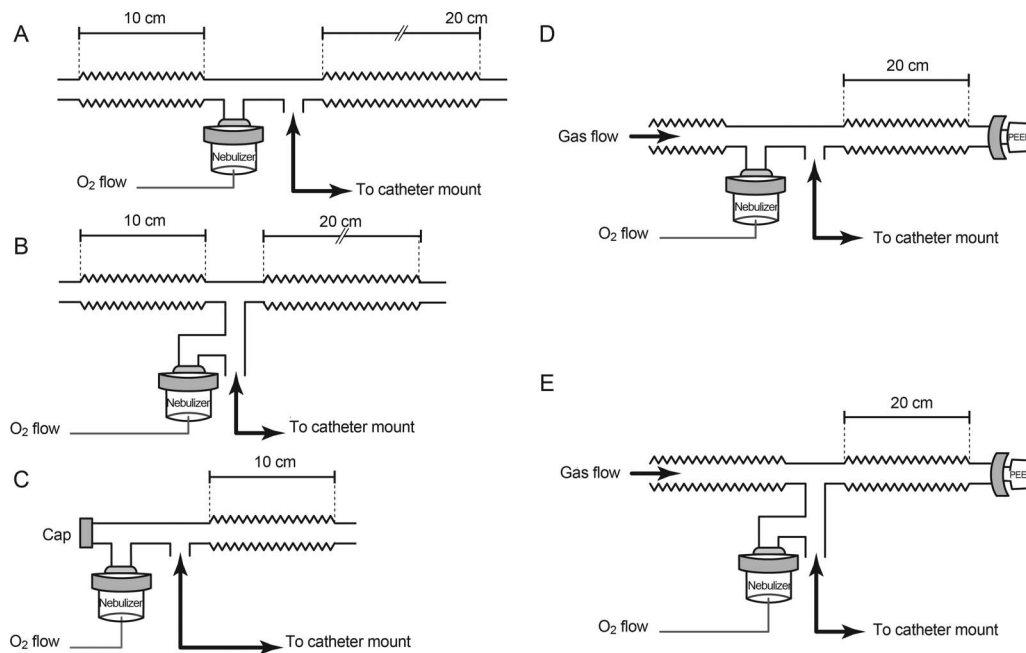 A
10 cm
20 cm
Nebulizer
O2 flow
To catheter mount
B
10 cm
20 cm
Nebulizer
O2 flow
To catheter mount
C
10 cm
Cap
Nebulizer
O2 flow
To catheter mount
D
20 cm
Gas flow
PEEP
Nebulizer
O2 flow
To catheter mount
E
20 cm
Gas flow
PEEP
Nebulizer
O2 flow
To catheter mount